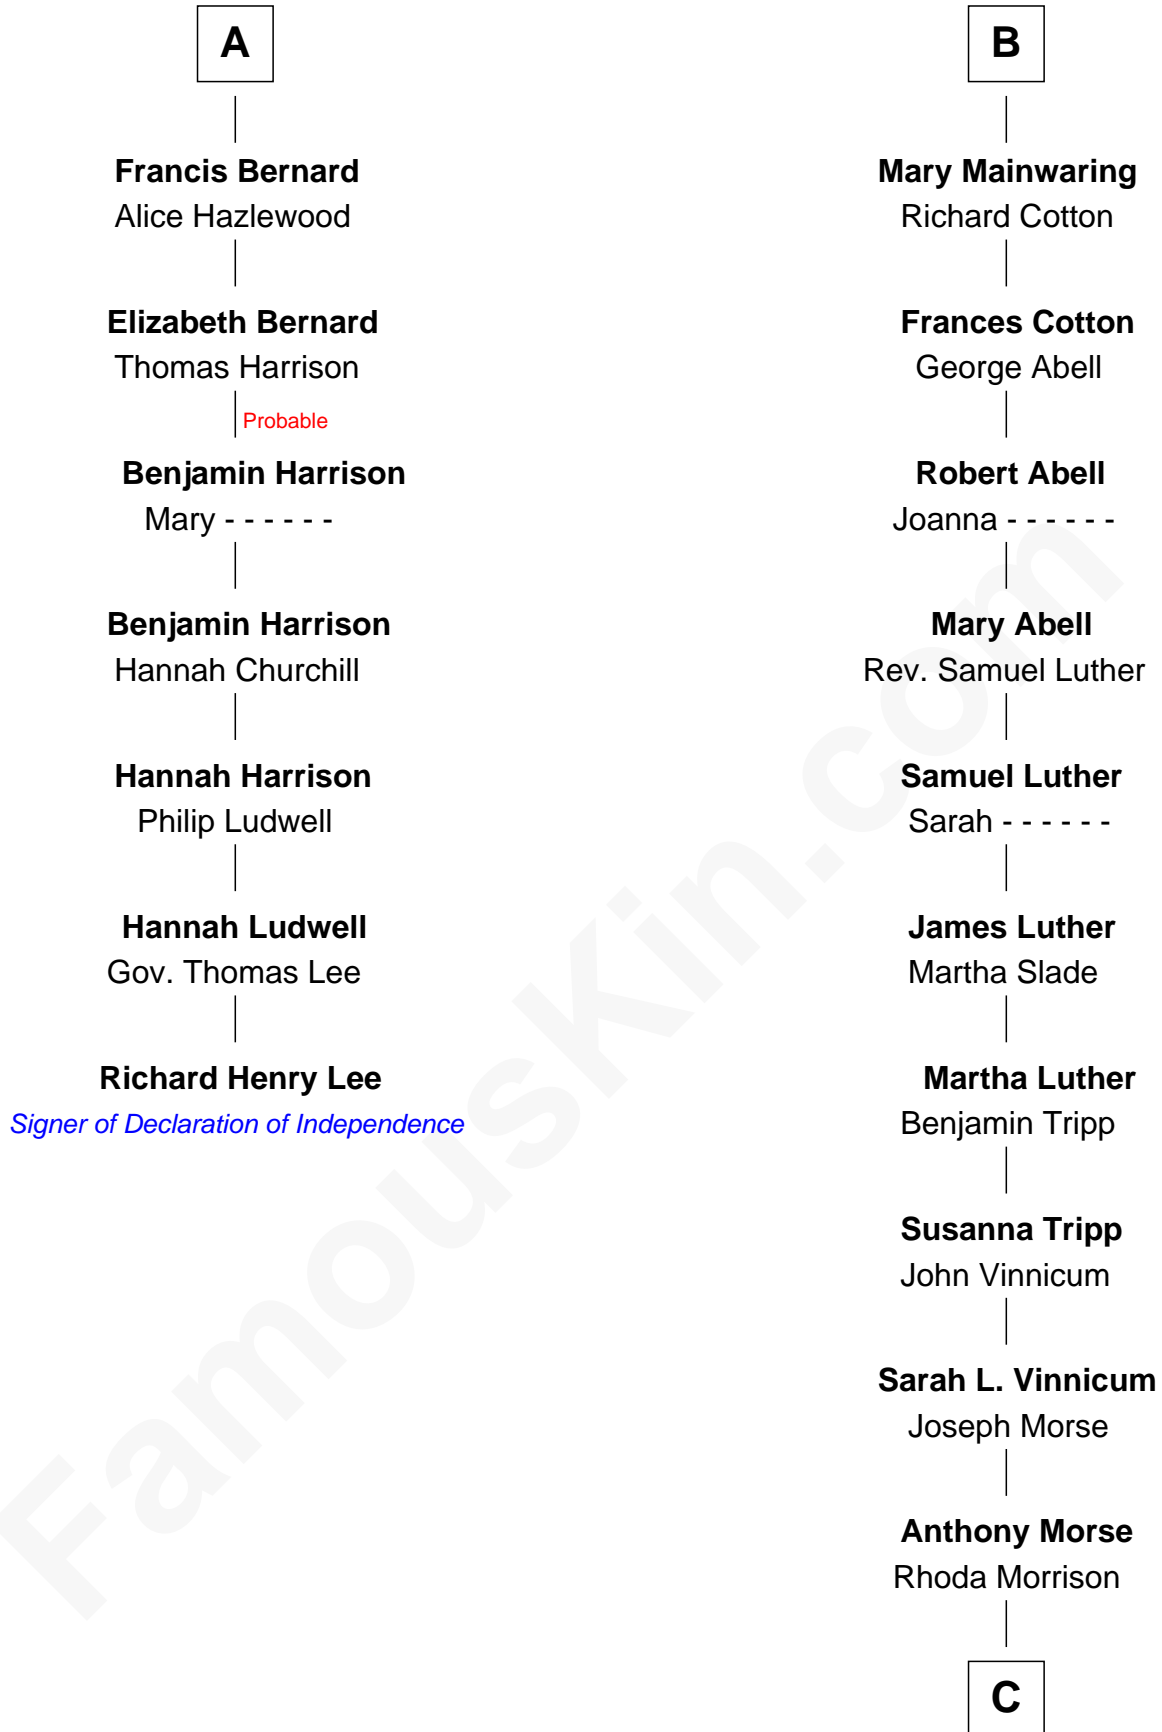 A
Francis Bernard
Alice Hazlewood
Elizabeth Bernard
Thomas Harrison
Probable
Benjamin Harrison
Mary - - - - - -
Benjamin Harrison
Hannah Churchill
Hannah Harrison
Philip Ludwell
Hannah Ludwell
Gov. Thomas Lee
Richard Henry Lee
Signer of Declaration of Independence
B
Mary Mainwaring
Richard Cotton
Frances Cotton
George Abell
Robert Abell
Joanna - - - - - -
Mary Abell
Rev. Samuel Luther
Samuel Luther
Sarah - - - - - -
James Luther
Martha Slade
Martha Luther
Benjamin Tripp
Susanna Tripp
John Vinnicum
Sarah L. Vinnicum
Joseph Morse
Anthony Morse
Rhoda Morrison
C
FamousKin.com